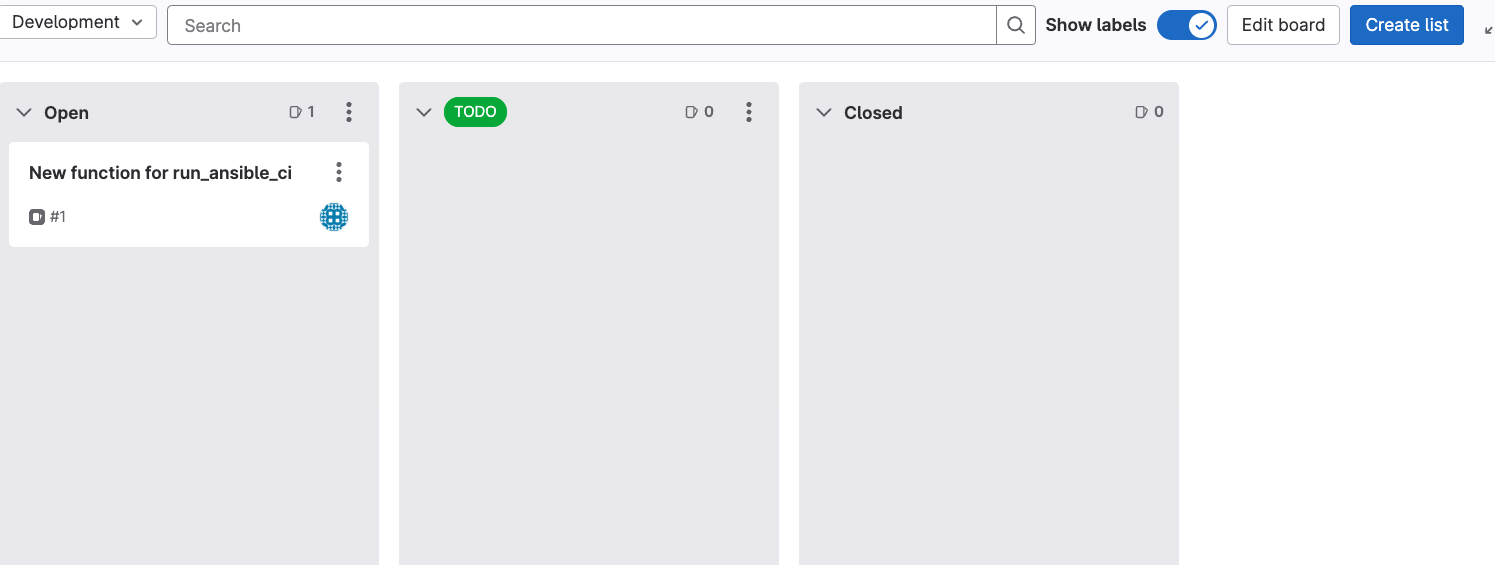 Development
Search
Show labels
Edit board
Create list
Open
1
TODO
0
Closed
0
New function for run_ansible_ci
#1